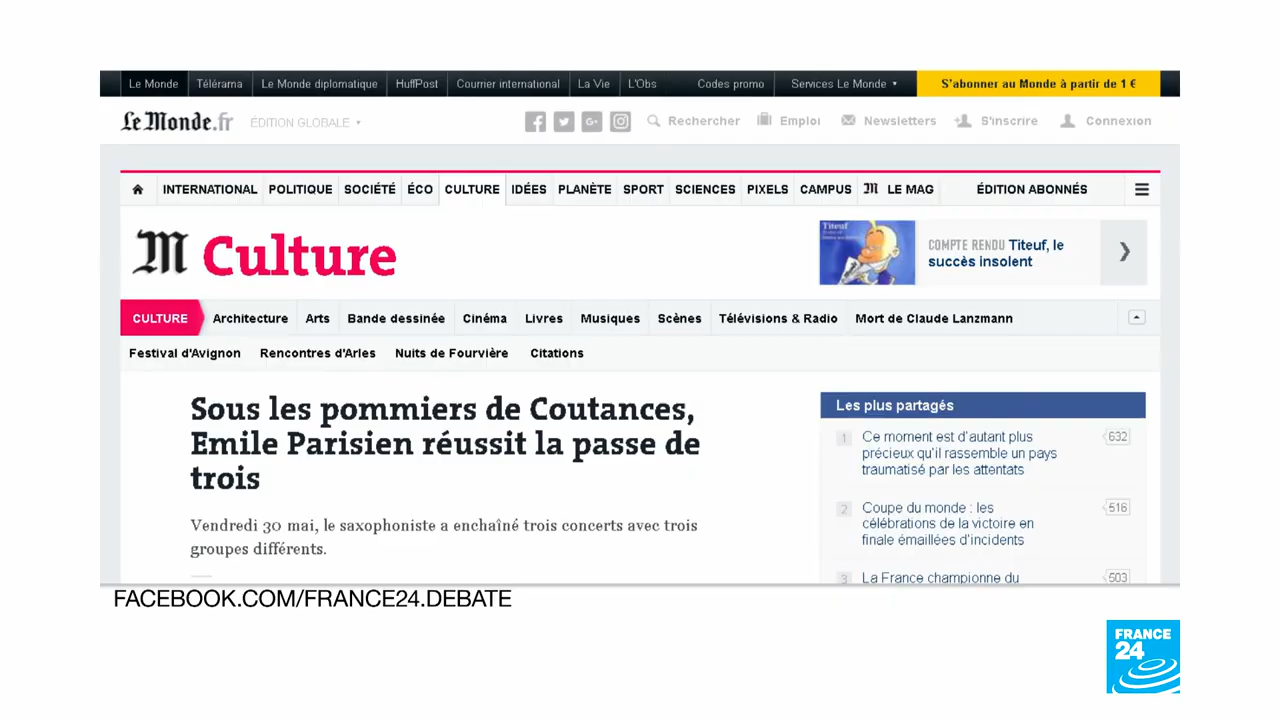 Le Monde Télérama Le Monde diplomatique HuffPost Courrier international La Vie L'Obs Codes promo Services Le Monde S'abonner au Monde à partir de 1 €
Le Monde.fr ÉDITION GLOBALE Rechercher Emploi Newsletters S'inscrire Connexion
INTERNATIONAL POLITIQUE SOCIÉTÉ ÉCO CULTURE IDÉES PLANÈTE SPORT SCIENCES PIXELS CAMPUS M LE MAG ÉDITION ABONNÉS
M Culture
Titeuf
COMPTE RENDU Titeuf, le
succès insolent
CULTURE Architecture Arts Bande dessinée Cinéma Livres Musiques Scènes Télévisions & Radio Mort de Claude Lanzmann
Festival d'Avignon Rencontres d'Arles Nuits de Fourvière Citations
Sous les pommiers de Coutances,
Emile Parisien réussit la passe de
trois
Vendredi 30 mai, le saxophoniste a enchaîné trois concerts avec trois
groupes différents.
Les plus partagés
1 Ce moment est d'autant plus 632
précieux qu'il rassemble un pays
traumatisé par les attentats
2 Coupe du monde : les 516
célébrations de la victoire en
finale émaillées d'incidents
3 La France championne du 503
FACEBOOK.COM/FRANCE24.DEBATE
FRANCE
24